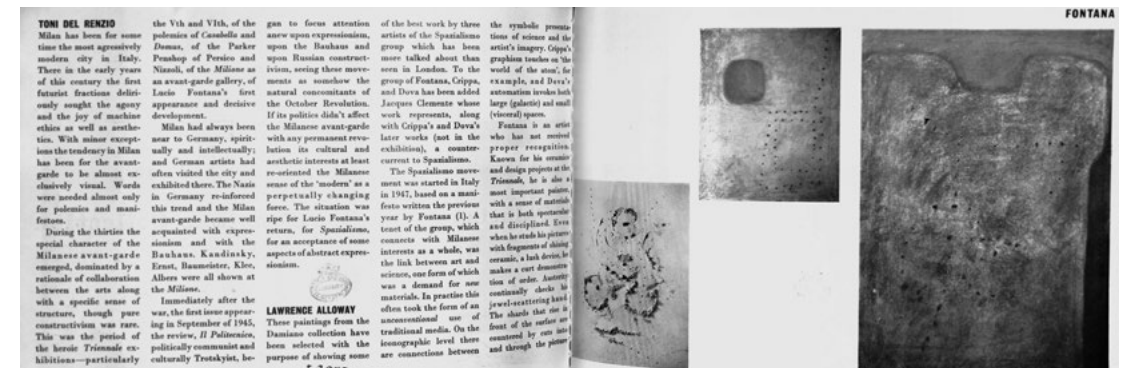 TONI DEL RENZIO
Milan has been for some
time the most agressively
modern city in Italy.
There in the early years
of this century the first
futurist fractions deliri-
ously sought the agony
and the joy of machine
ethics as well as aesthe-
tics. With minor except-
ions the tendency in Milan
has been for the avant-
garde to be almost ex-
clusively visual. Words
were needed almost only
for polemics and mani-
festoes.
During the thirties the
special character of the
Milanese avant-garde
emerged, dominated by a
rationale of collaboration
between the arts along
with a specific sense of
structure, though pure
constructivism was rare.
This was the period of
the heroic Triennale ex-
hibitions—particularly
the Vth and VIth, of the
polemics of Casabella and
Domus, of the Parker
Penshop of Persico and
Nizzoli, of the Milione as
an avant-garde gallery, of
Lucio Fontana's first
appearance and decisive
development.
Milan had always been
near to Germany, spirit-
ually and intellectually;
and German artists had
often visited the city and
exhibited there. The Nazis
in Germany re-inforced
this trend and the Milan
avant-garde became well
acquainted with expres-
sionism and with the
Bauhaus. Kandinsky,
Ernst, Baumeister, Klee,
Albers were all shown at
the Milione.
Immediately after the
war, the first issue appear-
ing in September of 1945,
the review, Il Politecnico,
politically communist and
culturally Trotskyist, be-
gan to focus attention
anew upon expressionism,
upon the Bauhaus and
upon Russian construct-
ivism, seeing these move-
ments as somehow the
natural concomitants of
the October Revolution.
If its politics didn't affect
the Milanese avant-garde
with any permanent revo-
lution its cultural and
aesthetic interests at least
re-oriented the Milanese
sense of the 'modern' as a
perpetually changing
force. The situation was
ripe for Lucio Fontana's
return, for Spazialismo,
for an acceptance of some
aspects of abstract expres-
sionism.
LAWRENCE ALLOWAY
These paintings from the
Damiano collection have
been selected with the
purpose of showing some
of the best work by three
artists of the Spazialismo
group which has been
more talked about than
seen in London. To the
group of Fontana, Crippa,
and Dova has been added
Jacques Clemente whose
work represents, along
with Crippa's and Dova's
later works (not in the
exhibition), a counter-
current to Spazialismo.
The Spazialismo move-
ment was started in Italy
in 1947, based on a mani-
festo written the previous
year by Fontana (1). A
tenet of the group, which
connects with Milanese
interests as a whole, was
the link between art and
science, one form of which
was a demand for new
materials. In practise this
often took the form of an
unconventional use of
traditional media. On the
iconographic level there
are connections between
the symbolic presenta-
tions of science and the
artist's imagery. Crippa's
graphism touches on 'the
world of the atom', for
example, and Dova's
automatism invokes both
large (galactic) and small
(visceral) spaces.
Fontana is an artist
who has not received
proper recognition
Known for his ceramics
and design projects at the
Triennale, he is also a
most important painter,
with a sense of materials
that is both spectacular
and disciplined. Even
when he studs his pictures
with fragments of shining
ceramic, a lush device, he
makes a curt demonstra-
tion of order. Austerity
continually checks his
jewel-scattering hand
The shards that rise in
front of the surface are
countered by cuts into
and through the picture
FONTANA